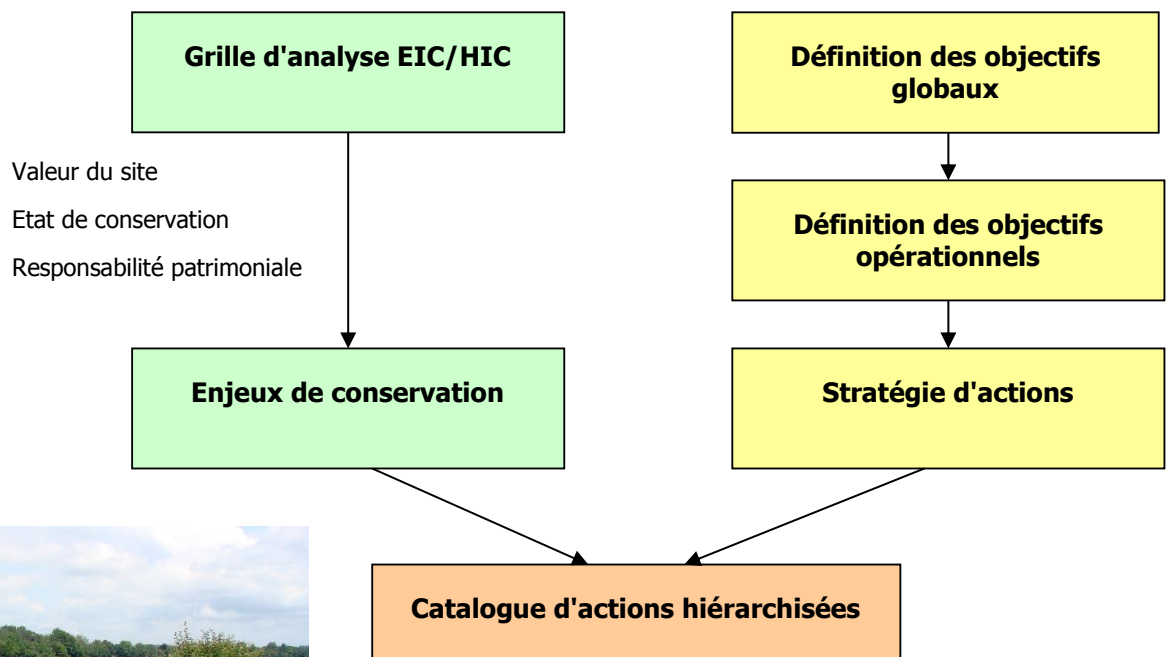 Grille d'analyse EIC/HIC
Définition des objectifs
globaux
Valeur du site
Etat de conservation
Responsabilité patrimoniale
Définition des objectifs
opérationnels
Enjeux de conservation
Stratégie d'actions
Catalogue d'actions hiérarchisées